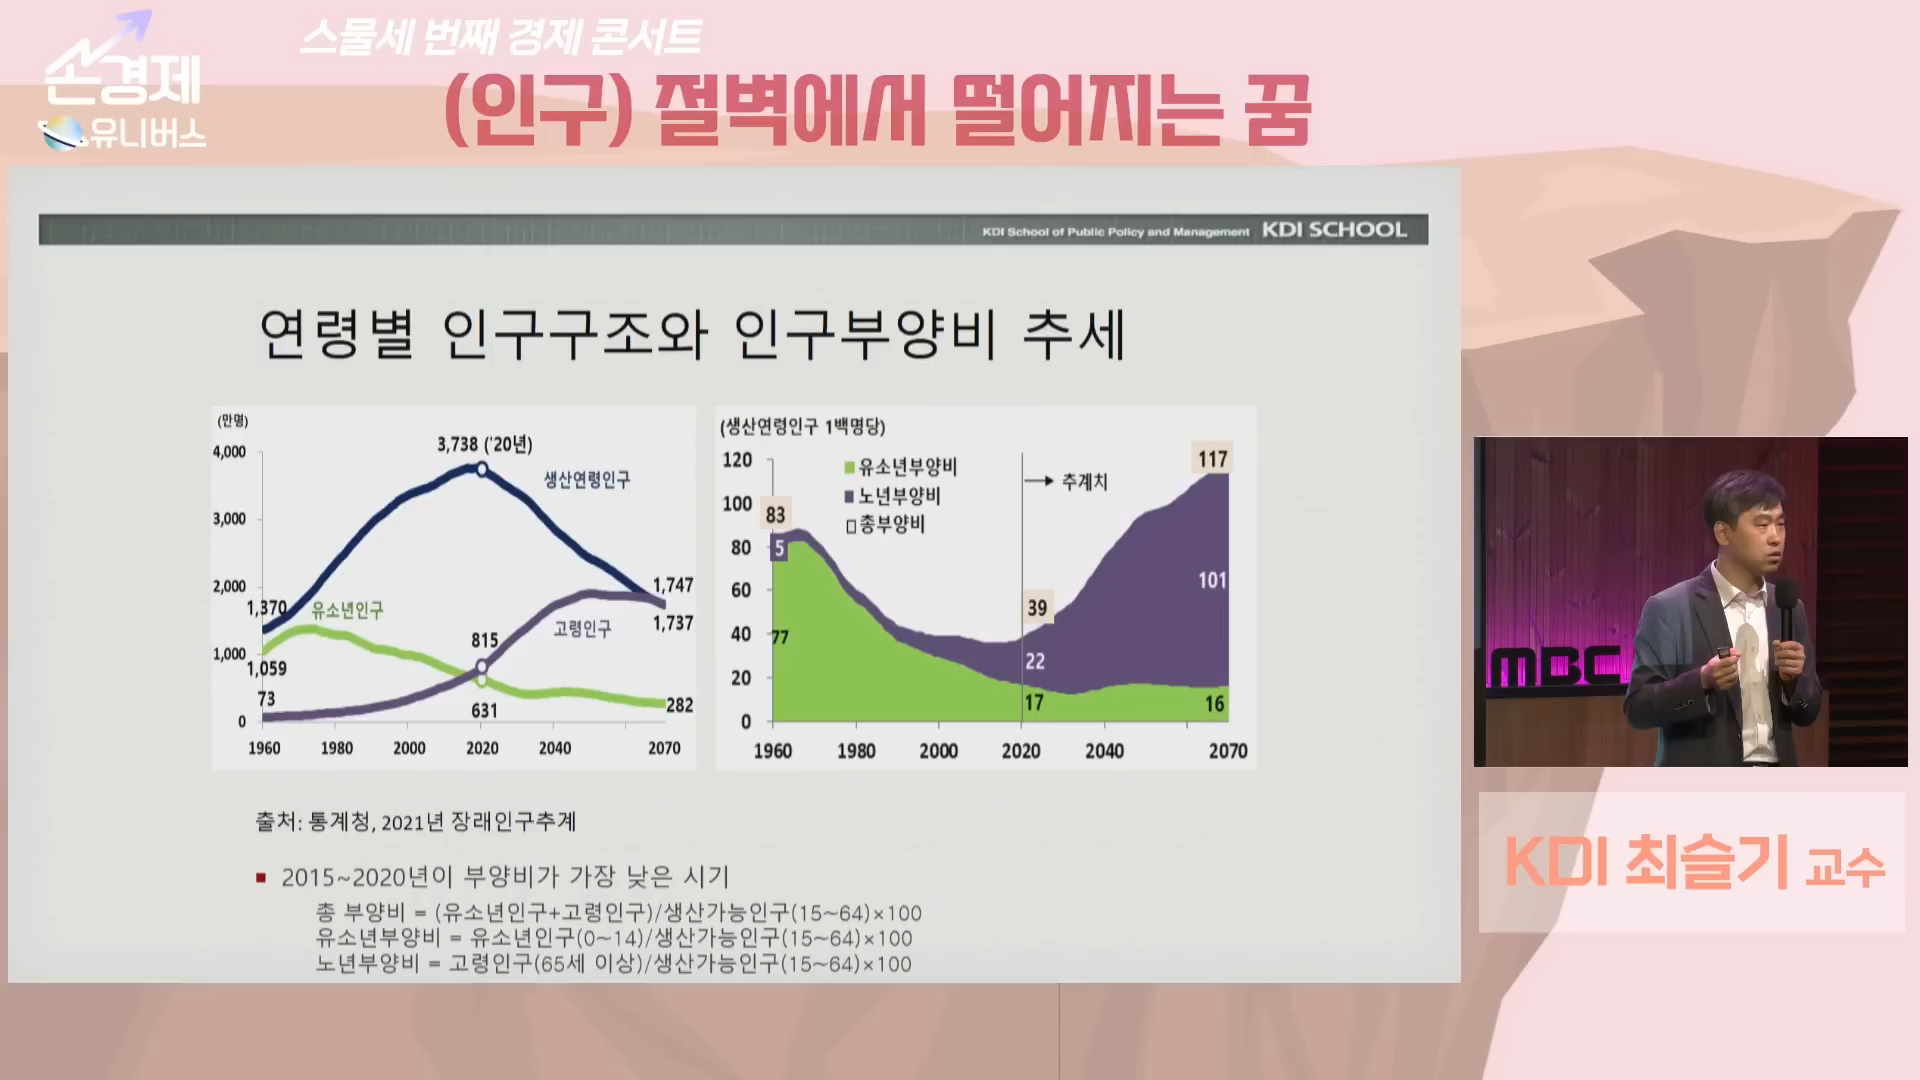 손경제
유니버스
스물세 번째 경제 콘서트
(인구) 절벽에서 떨어지는 꿈
KDI School of Public Policy and Management KDI SCHOOL
연령별 인구구조와 인구부양비 추세
(만명)
4,000
3,000
2,000
1,000
0
3,738 ('20년)
생산연령인구
1,370
유소년인구
1,059
73
815
631
고령인구
1,747
1,737
282
1960 1980 2000 2020 2040 2070
(생산연령인구 1백명당)
120
100
80
60
40
20
0
유소년부양비
노년부양비
총부양비
추계치
83
5
77
39
22
17
117
101
16
1960 1980 2000 2020 2040 2070
출처: 통계청, 2021년 장래인구추계
2015~2020년이 부양비가 가장 낮은 시기
총 부양비 = (유소년인구+고령인구)/생산가능인구(15~64)×100
유소년부양비 = 유소년인구(0~14)/생산가능인구(15~64)×100
노년부양비 = 고령인구(65세 이상)/생산가능인구(15~64)×100
MBC
KDI 최슬기 교수